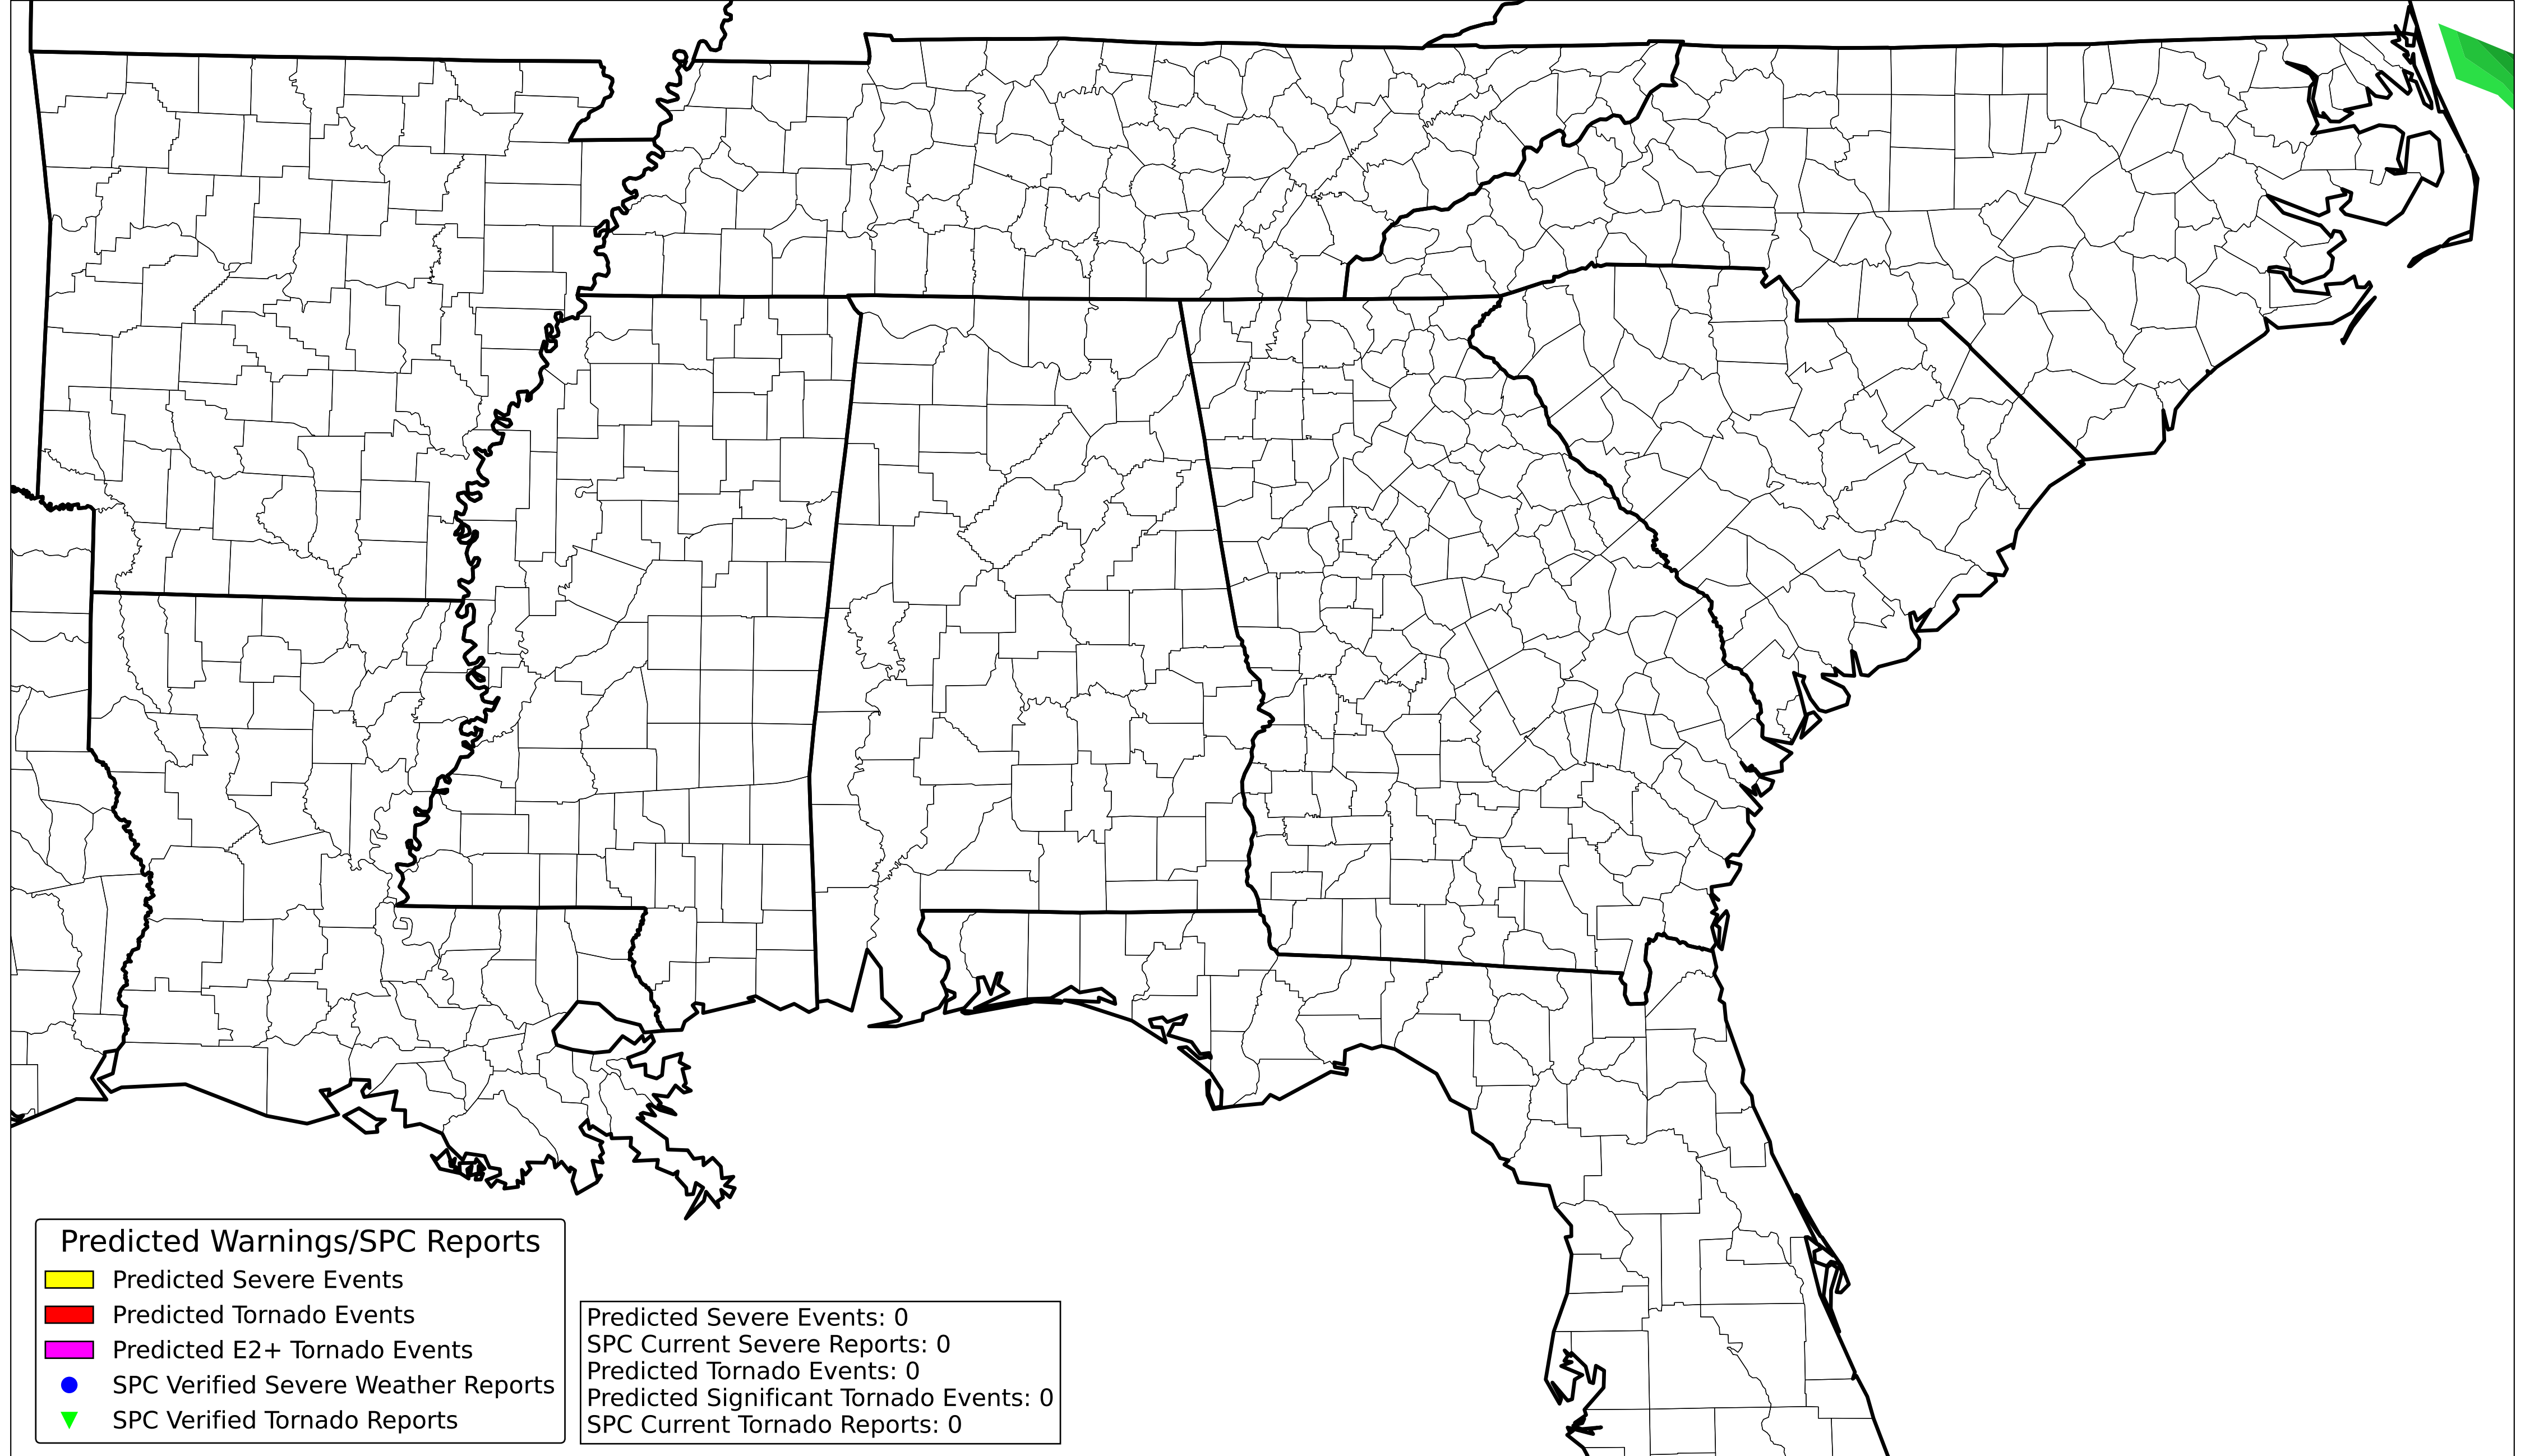 Predicted Warnings/SPC Reports
Predicted Severe Events
Predicted Tornado Events
Predicted E2+ Tornado Events
SPC Verified Severe Weather Reports
SPC Verified Tornado Reports
Predicted Severe Events: 0
SPC Current Severe Reports: 0
Predicted Tornado Events: 0
Predicted Significant Tornado Events: 0
SPC Current Tornado Reports: 0